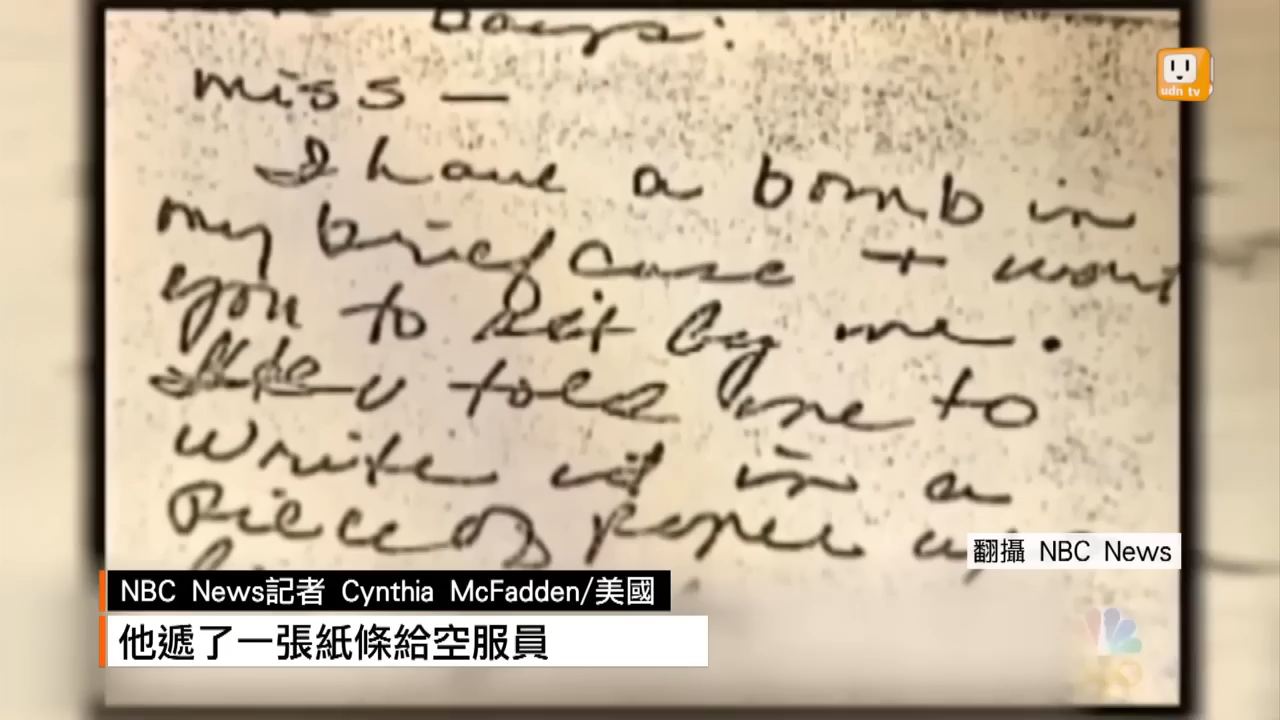 Says:
miss —
I have a bomb in
my briefcase + want
you to sit by me.
told me to
write it in a
Piece of paper
udn tv
翻攝 NBC News
NBC News記者 Cynthia McFadden/美國
他遞了一張紙條給空服員